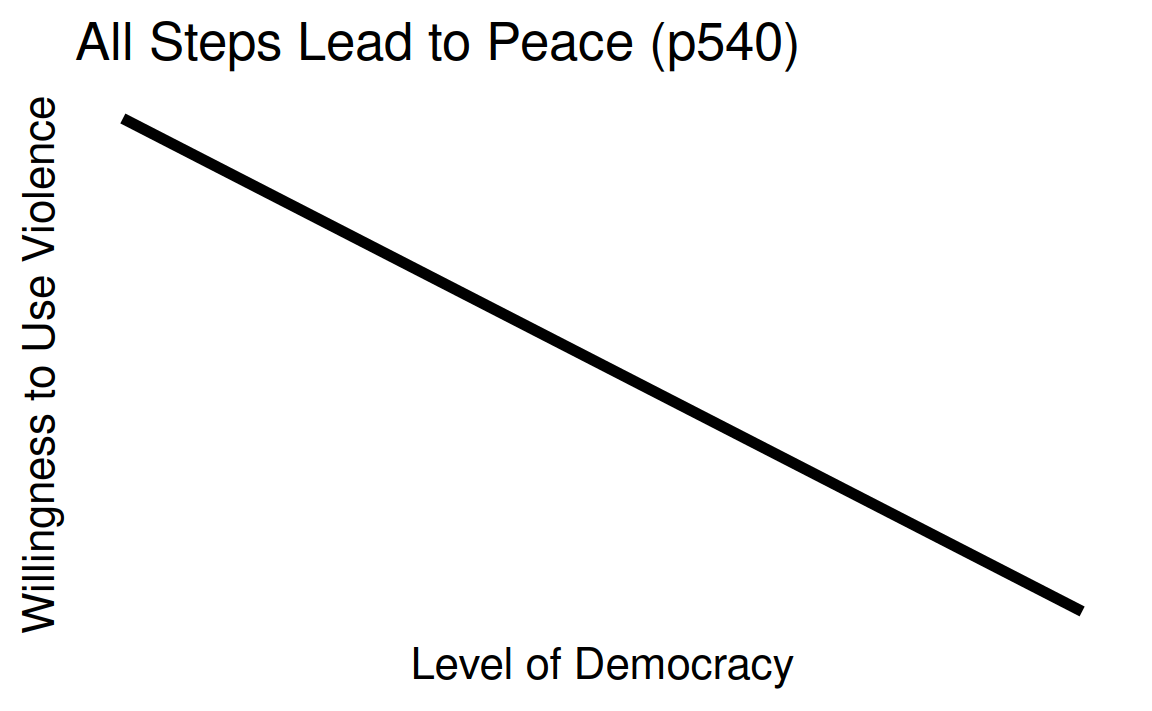 All Steps Lead to Peace (p540)
Willingness to Use Violence
Level of Democracy